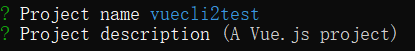 ? Project name vuecli2test
? Project description (A Vue.js project)